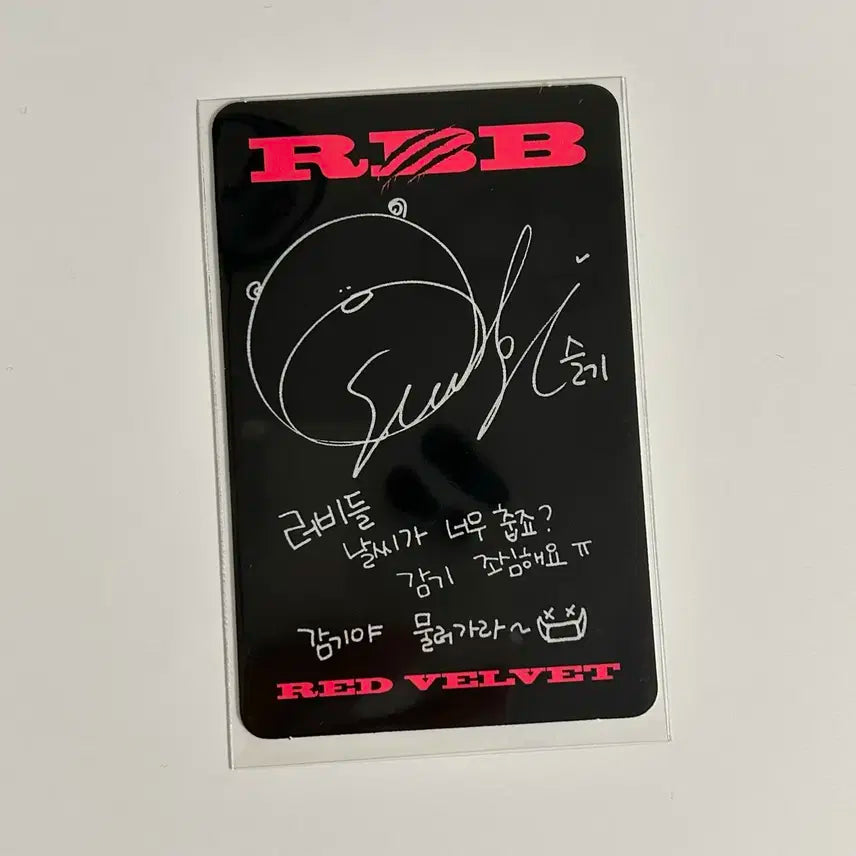 RBB
Seulgi
슬기
러비들
날씨가 너무 춥죠?
감기 조심해요 ㅠ
감기야 물러가라~
RED VELVET